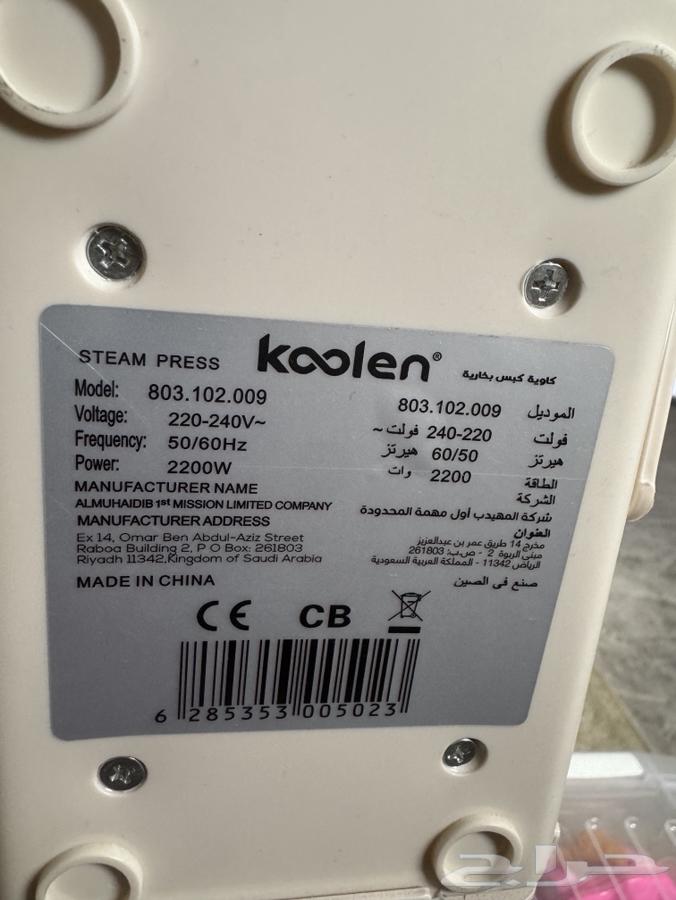 STEAM PRESS koolen® كاوية كبس بخارية
Model: 803.102.009
Voltage: 220-240V~
Frequency: 50/60Hz
Power: 2200W
MANUFACTURER NAME
ALMUHAIDIB 1st MISSION LIMITED COMPANY
MANUFACTURER ADDRESS
Ex 14, Omar Ben Abdul-Aziz Street
Raboa Building 2, P O Box: 261803
Riyadh 11342,Kingdom of Saudi Arabia
MADE IN CHINA
الموديل 803.102.009
فولت 220-240 فولت ~
هيرتز 60/50 هيرتز
الطاقة 2200 وات
الشركة
شركة المهيدب أول مهمة المحدودة
العنوان
مخرج 14 طريق عمر بن عبدالعزيز
مبنى الربوة 2 - ص.ب: 261803
الرياض 11342 - المملكة العربية السعودية
صنع في الصين
CE CB
6 285353 005023
حراج